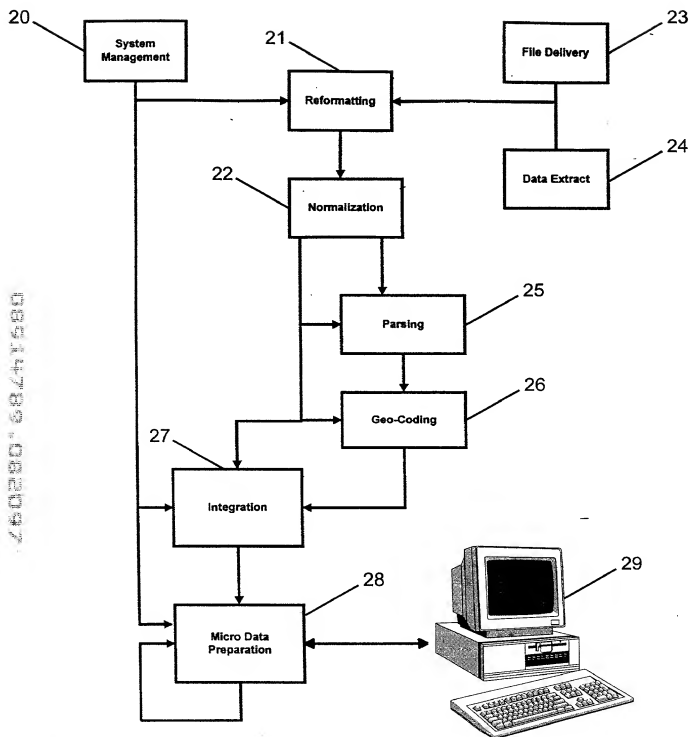 20
System
Management
21
Reformatting
23
File Delivery
24
Data Extract
22
Normalization
25
Parsing
26
Geo-Coding
27
Integration
28
Micro Data
Preparation
29